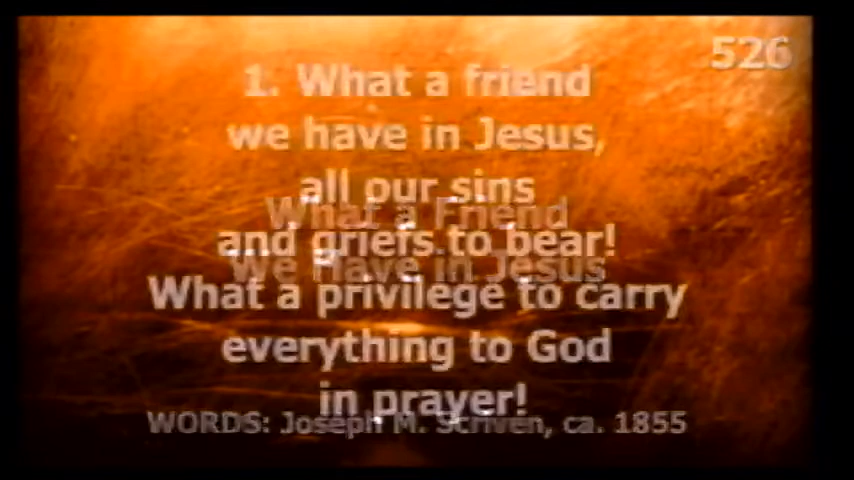 526
1. What a friend
we have in Jesus,
all our sins
What a Friend
and griefs to bear!
We Have in Jesus
What a privilege to carry
everything to God
in prayer!
WORDS: Joseph M. Scriven, ca. 1855